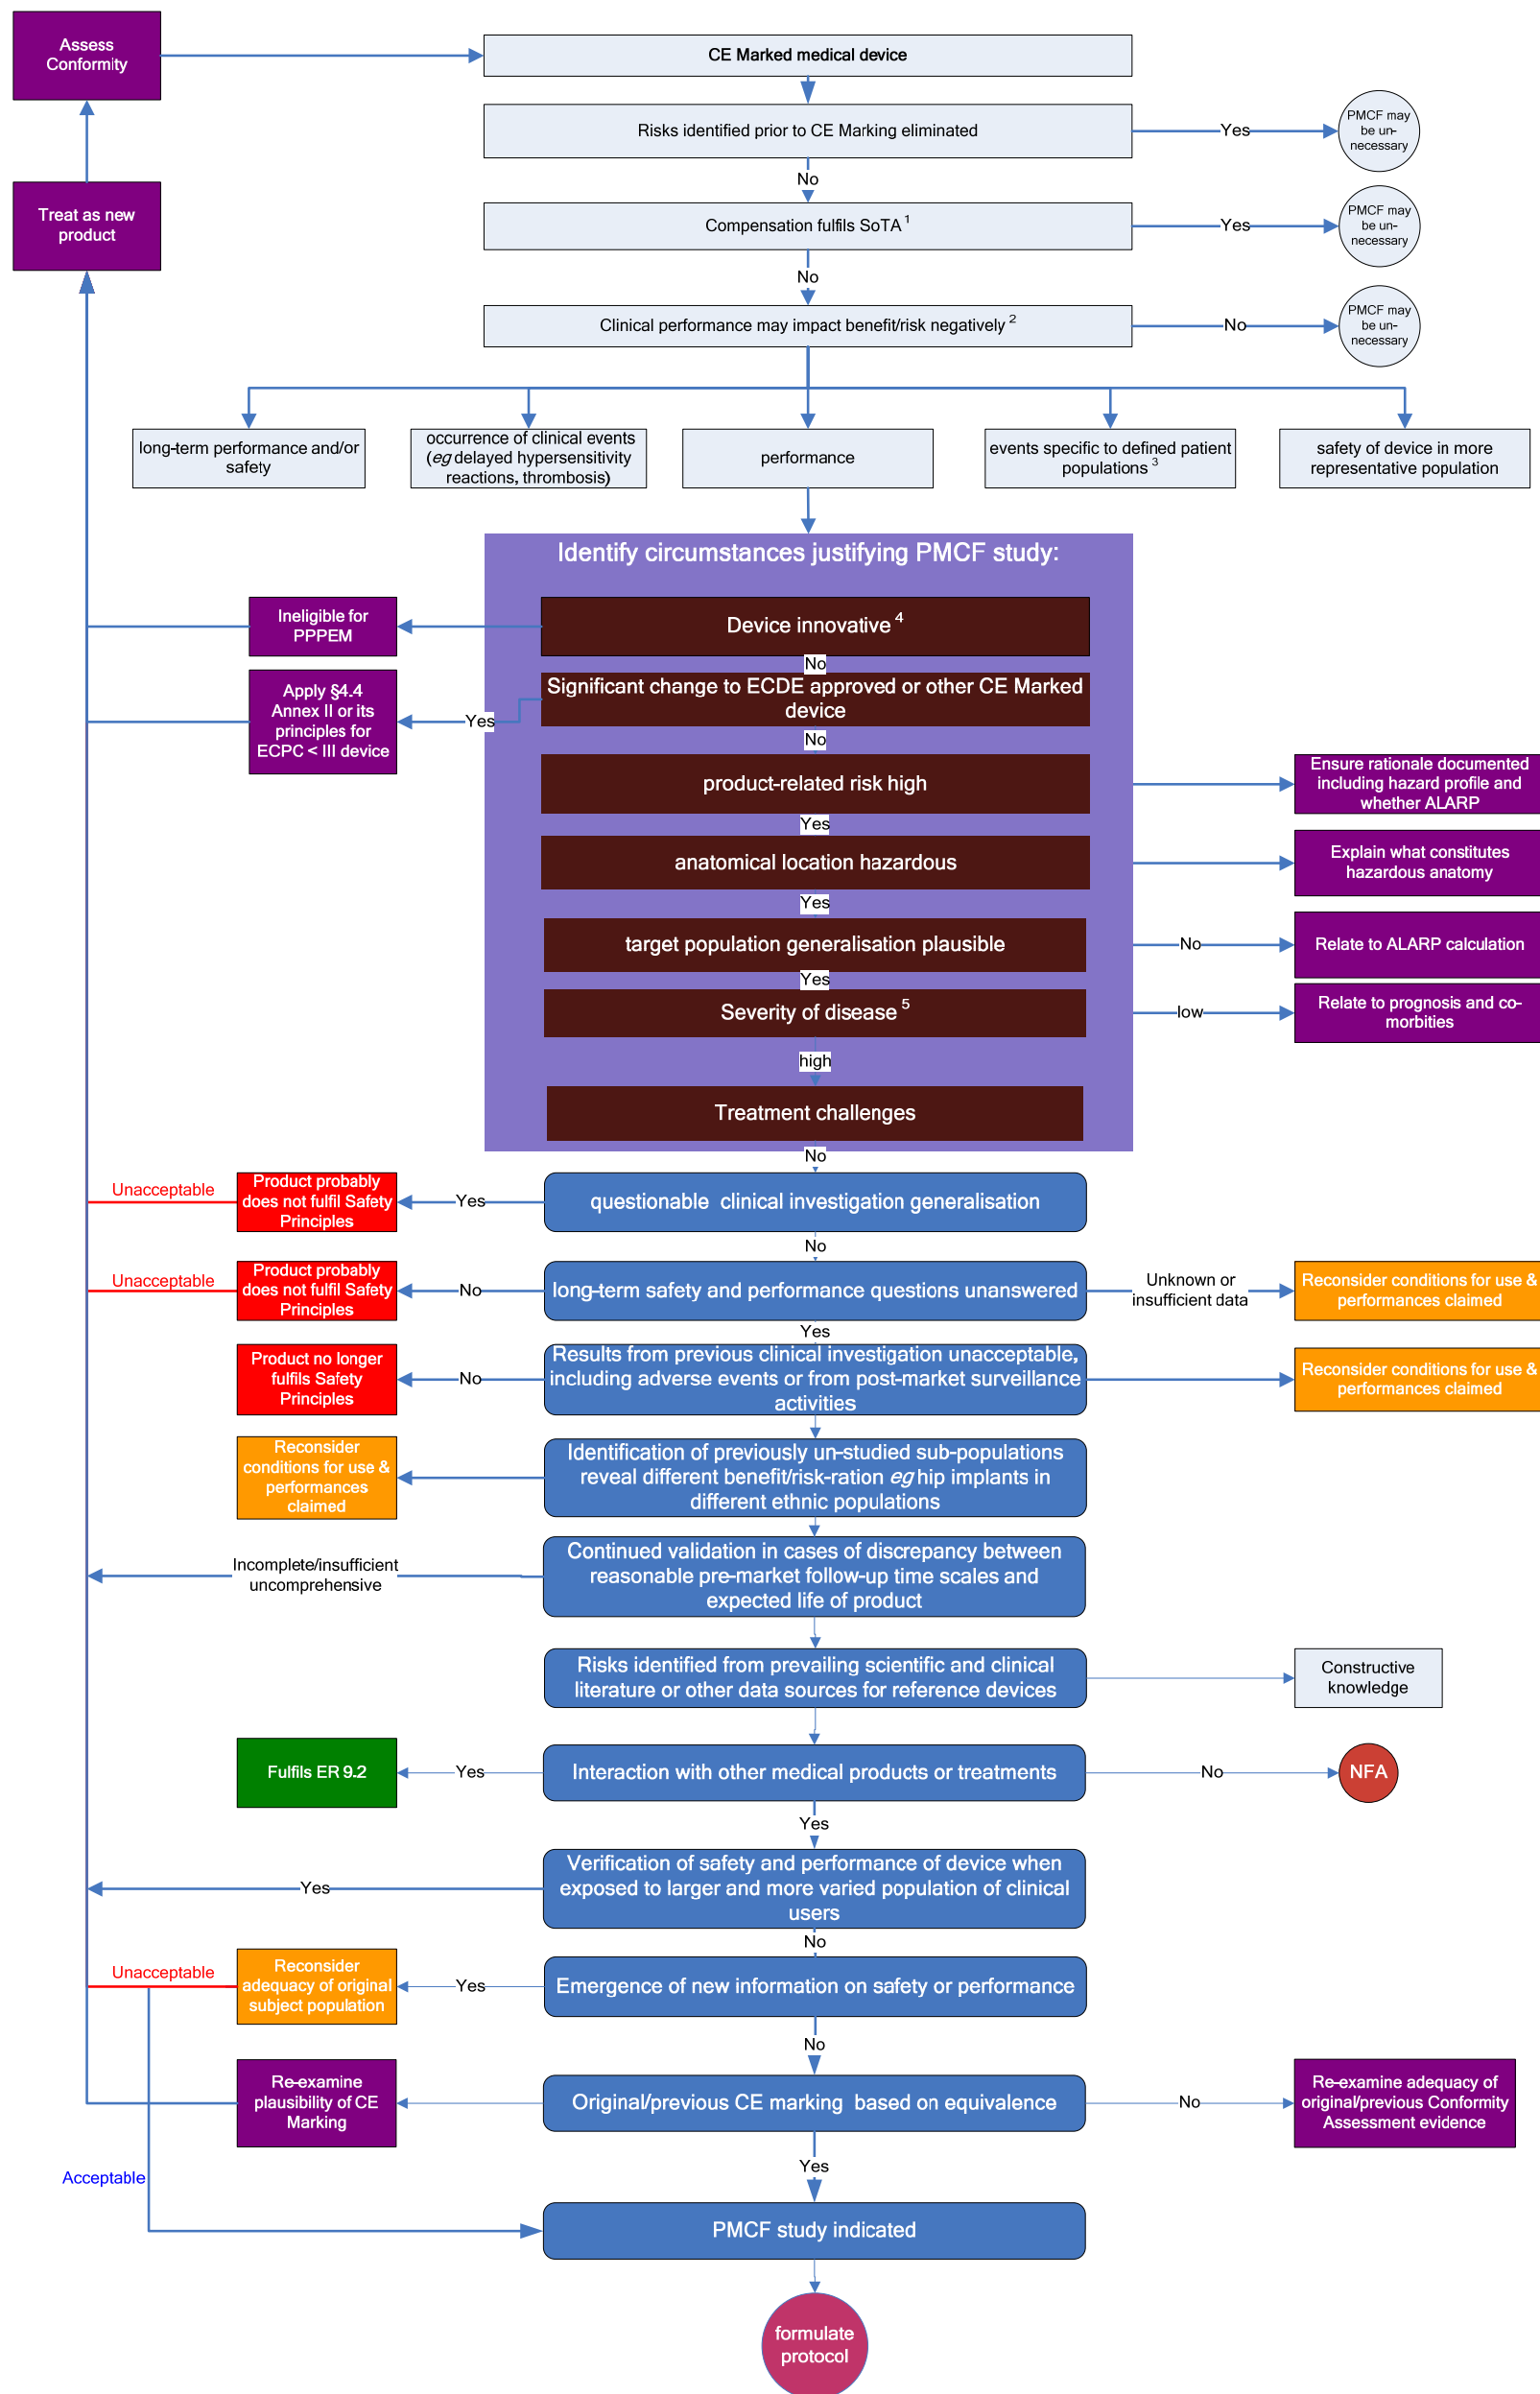 Assess
Conformity
CE Marked medical device
Risks identified prior to CE Marking eliminated
Yes
PMCF may
be un-
necessary
No
Treat as new
product
Compensation fulfils SoTA 1
Yes
PMCF may
be un-
necessary
No
Clinical performance may impact benefit/risk negatively 2
No
PMCF may
be un-
necessary
long-term performance and/or
safety
occurrence of clinical events
(eg delayed hypersensitivity
reactions, thrombosis)
performance
events specific to defined patient
populations 3
safety of device in more
representative population
Identify circumstances justifying PMCF study:
Ineligible for
PPPEM
Device innovative 4
No
Apply §4.4
Annex II or its
principles for
ECPC < III device
Yes
Significant change to ECDE approved or other CE Marked
device
No
product-related risk high
Ensure rationale documented
including hazard profile and
whether ALARP
Yes
anatomical location hazardous
Explain what constitutes
hazardous anatomy
Yes
target population generalisation plausible
No
Relate to ALARP calculation
Yes
Severity of disease 5
low
Relate to prognosis and co-
morbities
high
Treatment challenges
No
Unacceptable
Product probably
does not fulfil Safety
Principles
Yes
questionable clinical investigation generalisation
No
Unacceptable
Product probably
does not fulfil Safety
Principles
No
long-term safety and performance questions unanswered
Unknown or
insufficient data
Reconsider conditions for use &
performances claimed
Yes
Product no longer
fulfils Safety
Principles
No
Results from previous clinical investigation unacceptable,
including adverse events or from post-market surveillance
activities
Reconsider conditions for use &
performances claimed
Reconsider
conditions for use &
performances
claimed
Identification of previously un-studied sub-populations
reveal different benefit/risk-ration eg hip implants in
different ethnic populations
Incomplete/insufficient
uncomprehensive
Continued validation in cases of discrepancy between
reasonable pre-market follow-up time scales and
expected life of product
Risks identified from prevailing scientific and clinical
literature or other data sources for reference devices
Constructive
knowledge
Fulfils ER 9.2
Yes
Interaction with other medical products or treatments
No
NFA
Yes
Yes
Verification of safety and performance of device when
exposed to larger and more varied population of clinical
users
No
Unacceptable
Reconsider
adequacy of original
subject population
Yes
Emergence of new information on safety or performance
No
Re-examine
plausibility of CE
Marking
Original/previous CE marking based on equivalence
No
Re-examine adequacy of
original/previous Conformity
Assessment evidence
Yes
Acceptable
PMCF study indicated
formulate
protocol